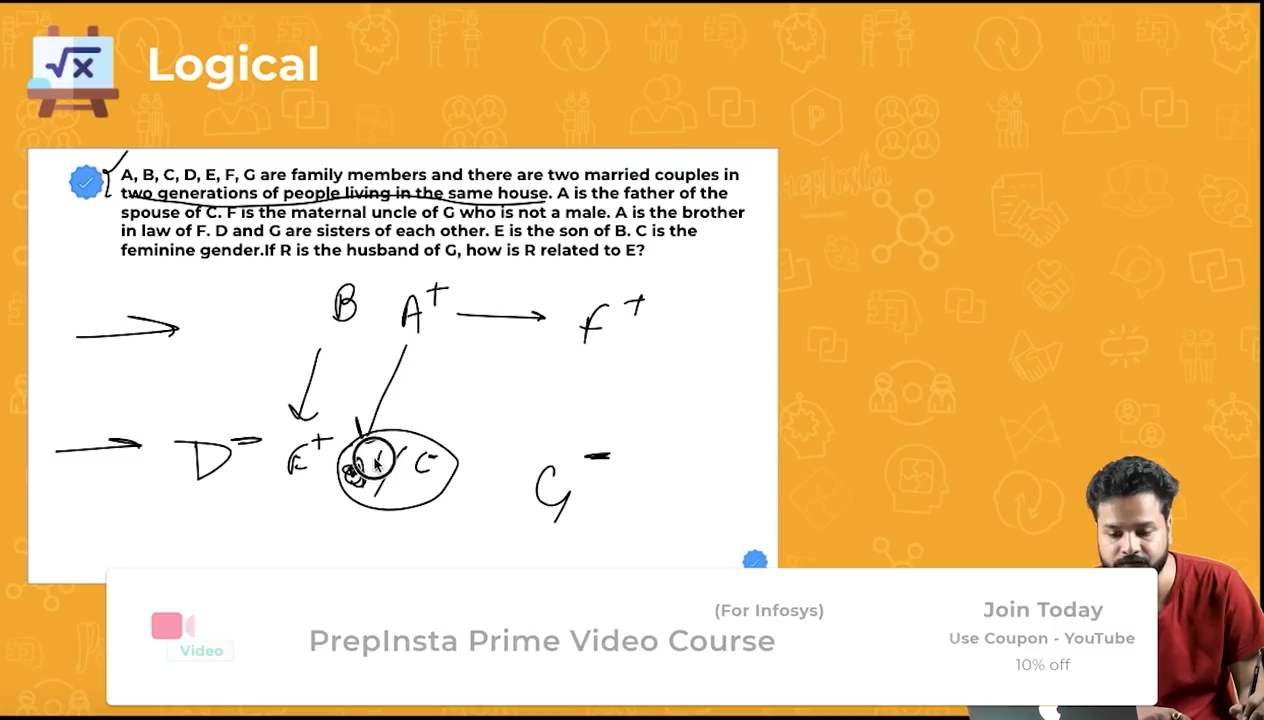 √x
Logical
A, B, C, D, E, F, G are family members and there are two married couples in
two generations of people living in the same house. A is the father of the
spouse of C. F is the maternal uncle of G who is not a male. A is the brother
in law of F. D and G are sisters of each other. E is the son of B. C is the
feminine gender.If R is the husband of G, how is R related to E?
B A+ F+
D- E+ C- G-
(For Infosys)
PrepInsta Prime Video Course
Video
Join Today
Use Coupon - YouTube
10% off